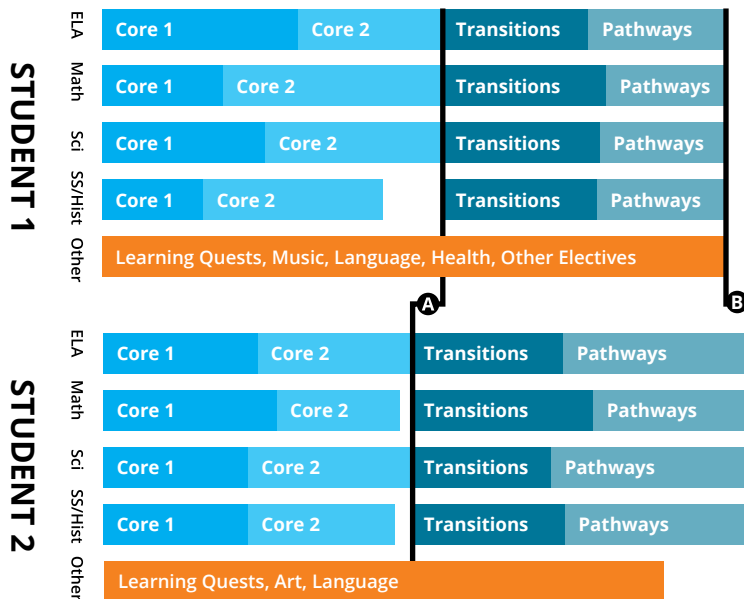 STUDENT 1
ELA
Core 1 Core 2 Transitions Pathways
Math
Core 1 Core 2 Transitions Pathways
Sci
Core 1 Core 2 Transitions Pathways
SS/Hist
Core 1 Core 2 Transitions Pathways
Other
Learning Quests, Music, Language, Health, Other Electives
A B
STUDENT 2
ELA
Core 1 Core 2 Transitions Pathways
Math
Core 1 Core 2 Transitions Pathways
Sci
Core 1 Core 2 Transitions Pathways
SS/Hist
Core 1 Core 2 Transitions Pathways
Other
Learning Quests, Art, Language